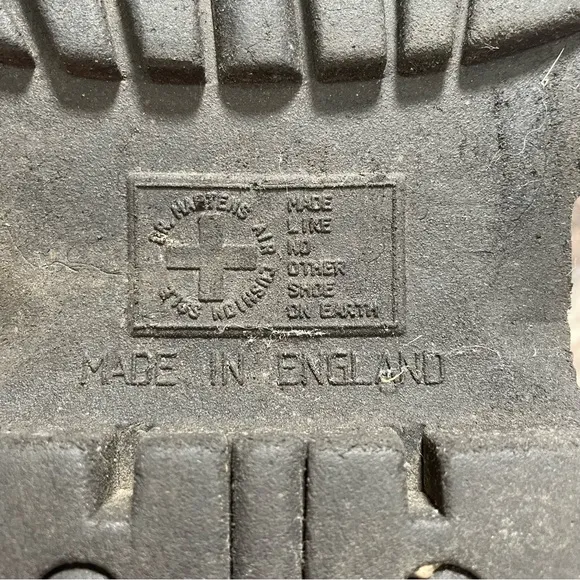 DR. MARTENS AIR CUSHION SOLE
MADE
LIKE
NO
OTHER
SHOE
ON EARTH
MADE IN ENGLAND